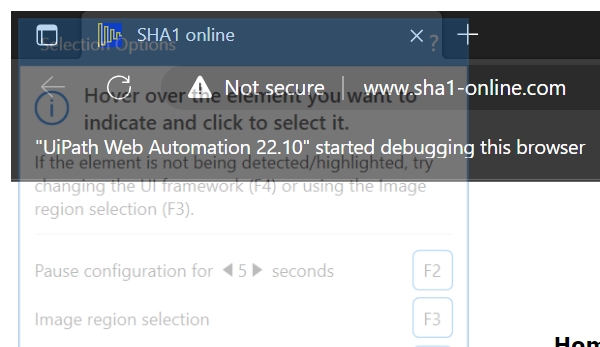 SHA1 online
Selection Options ?
Not secure www.sha1-online.com
Hover over the element you want to
indicate and click to select it.
"UiPath Web Automation 22.10" started debugging this browser
If the element is not being detected/highlighted, try
changing the UI framework (F4) or using the Image
region selection (F3).
Pause configuration for 5 seconds F2
Image region selection F3